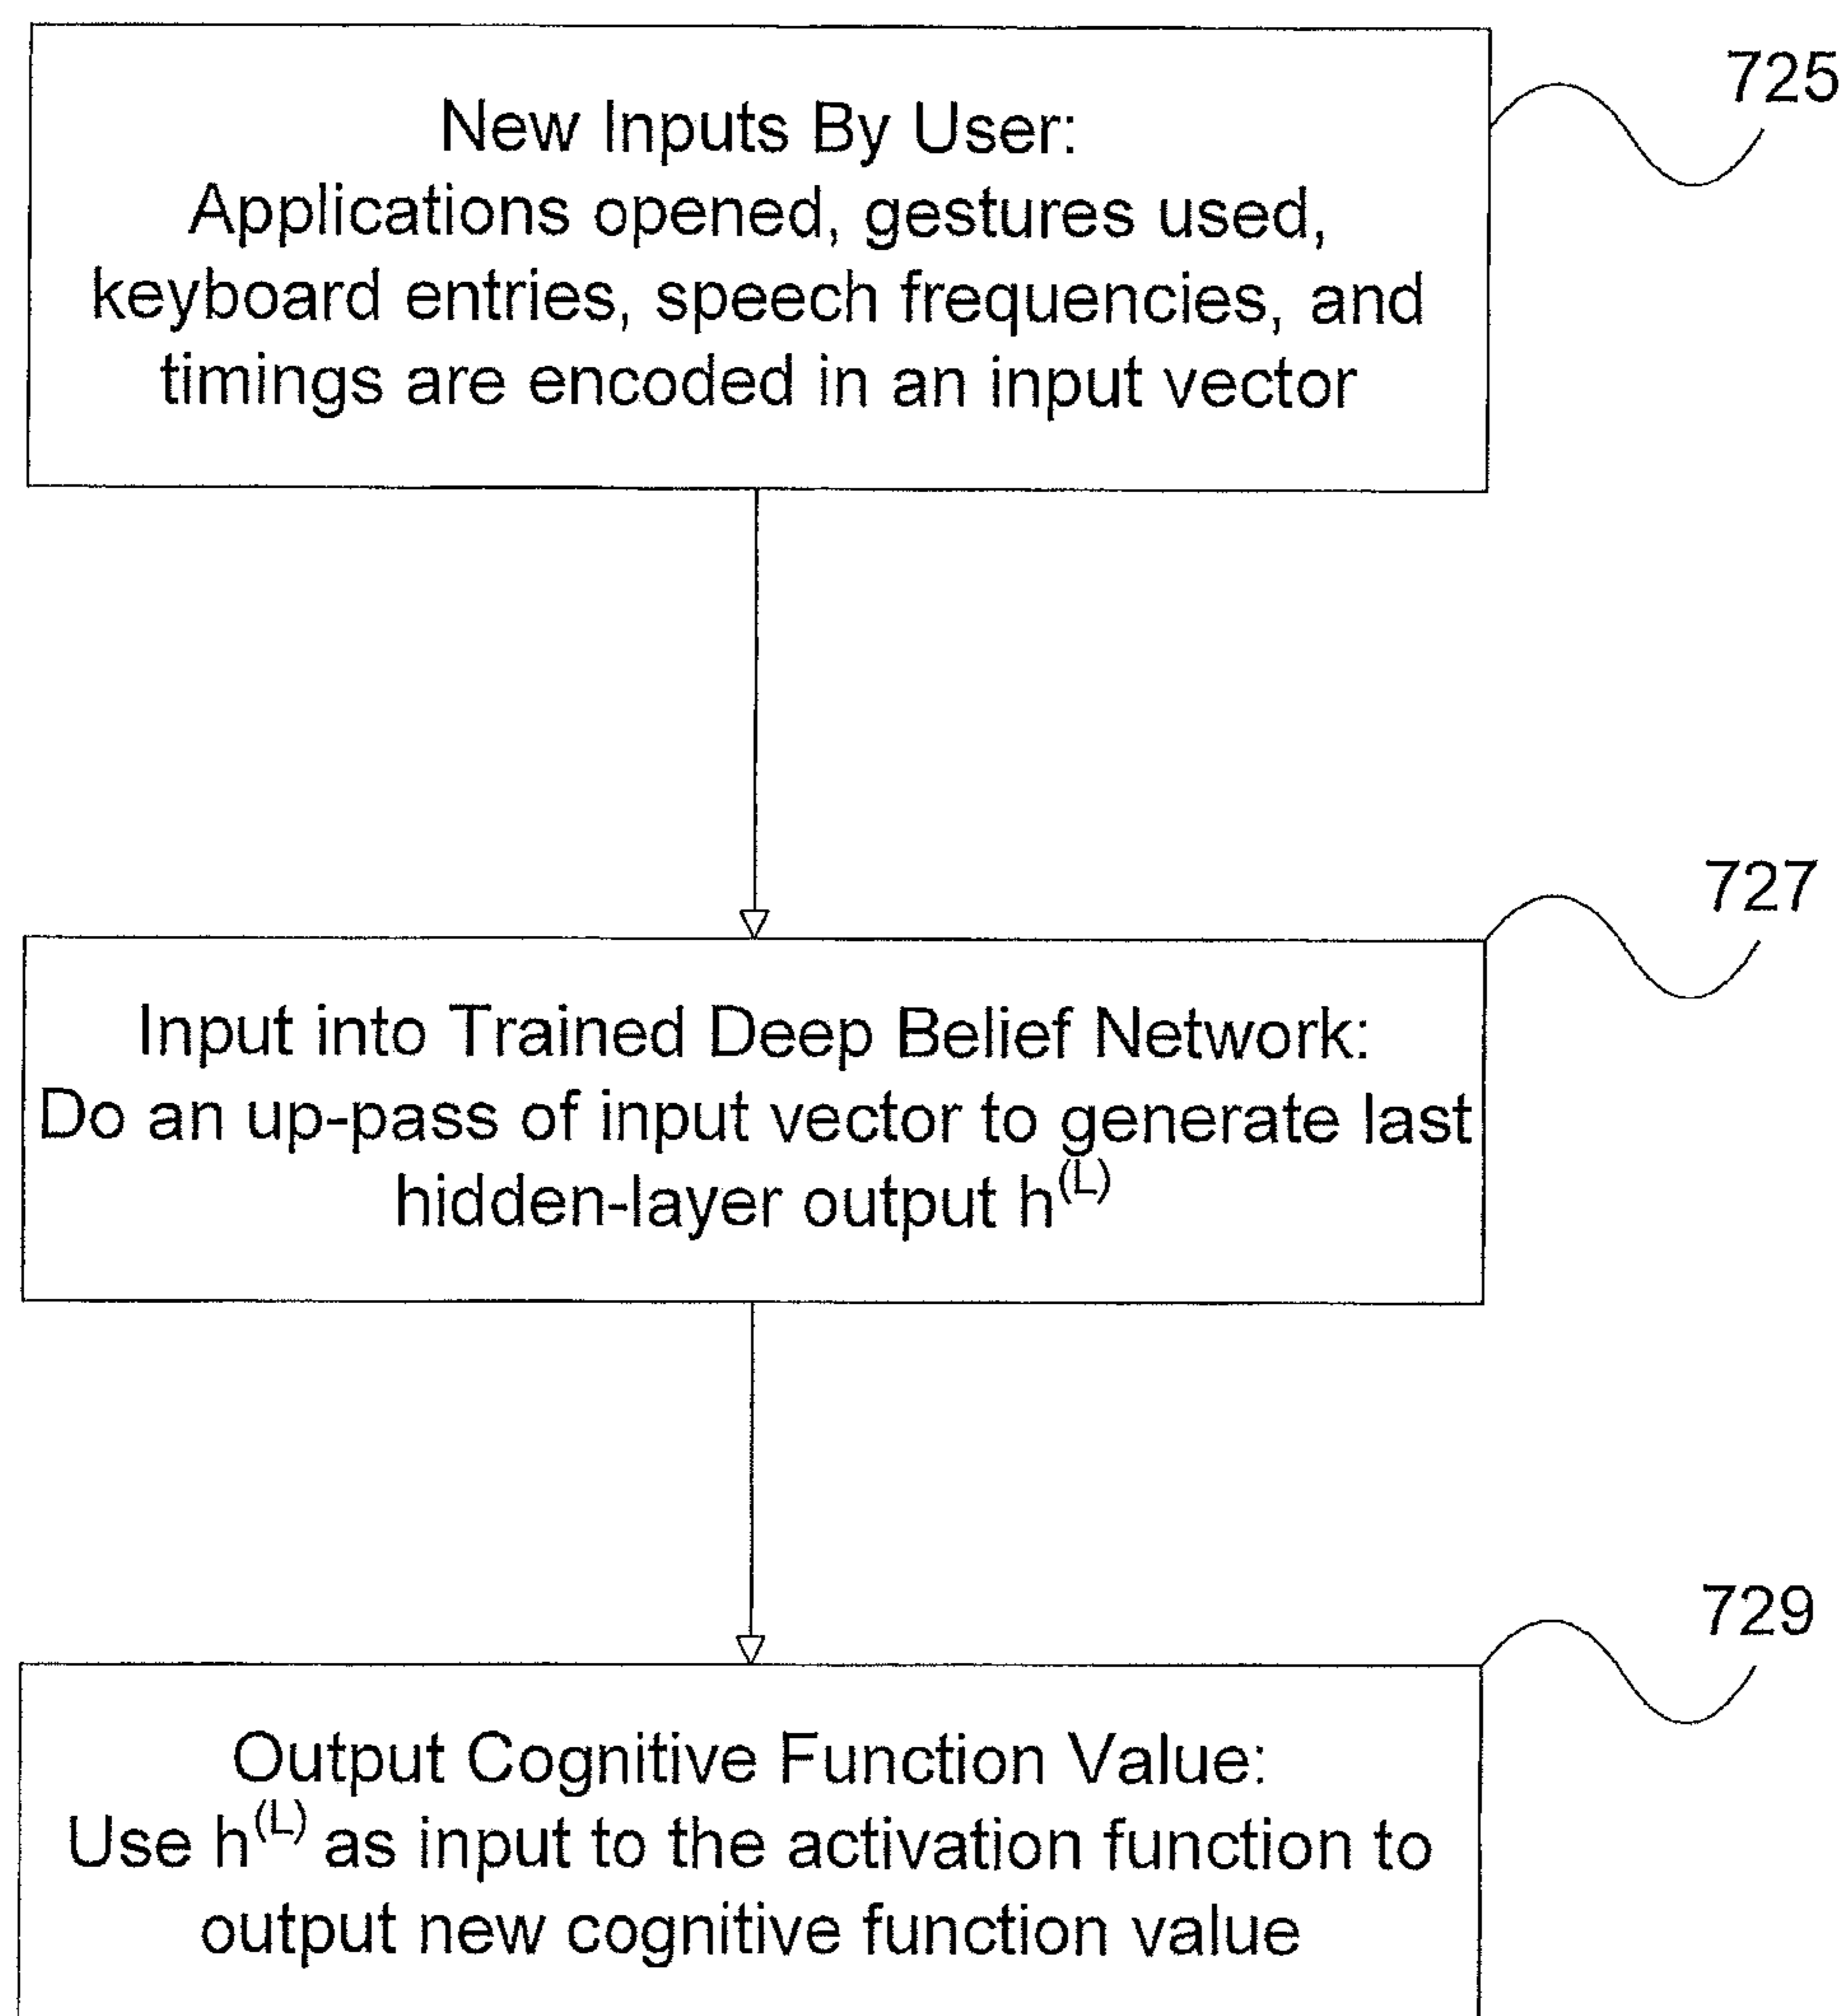 725
New Inputs By User:
Applications opened, gestures used,
keyboard entries, speech frequencies, and
timings are encoded in an input vector
727
Input into Trained Deep Belief Network:
Do an up-pass of input vector to generate last
hidden-layer output h^(L)
729
Output Cognitive Function Value:
Use h^(L) as input to the activation function to
output new cognitive function value